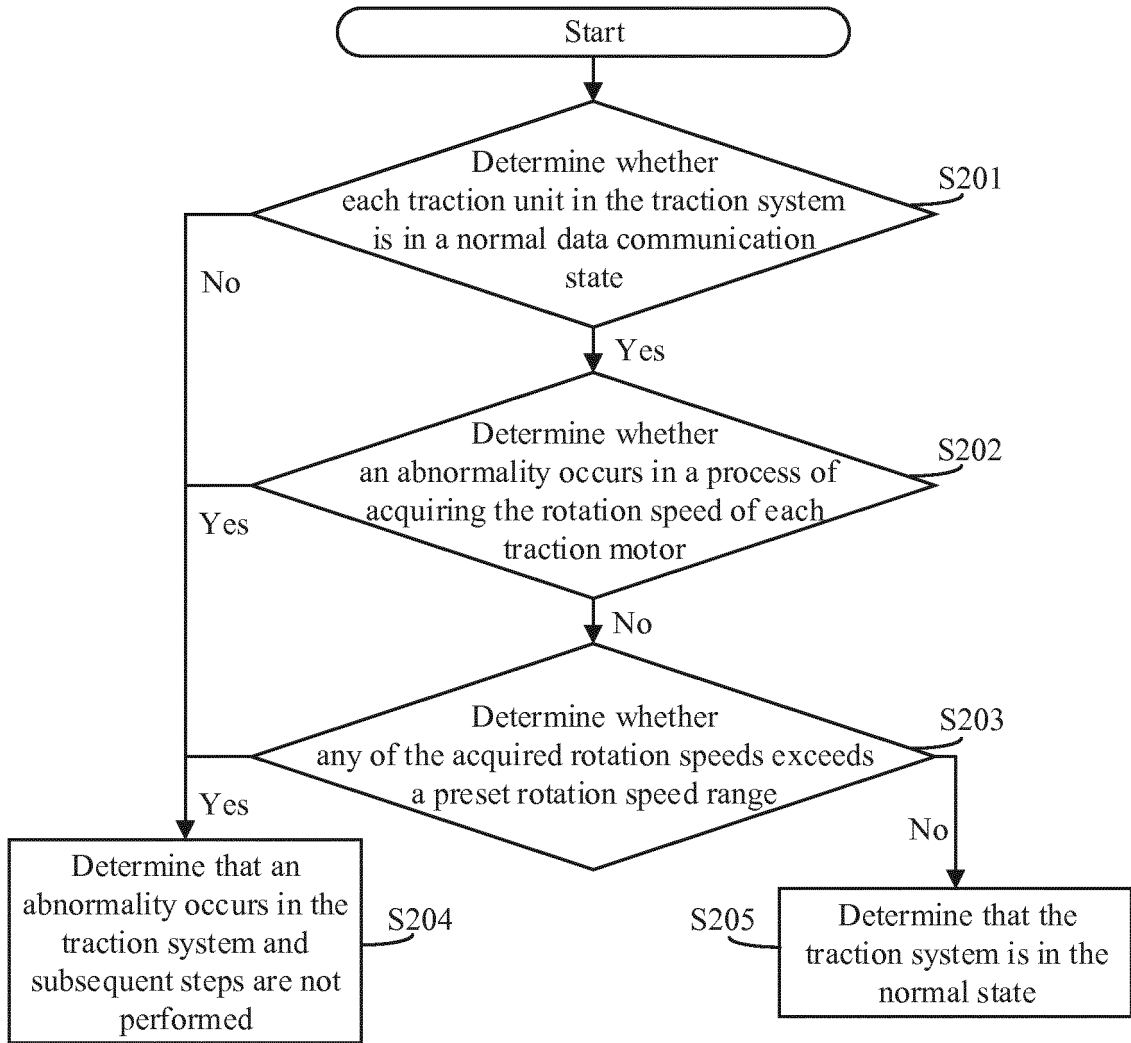 Start
Determine whether
each traction unit in the traction system
is in a normal data communication
state
S201
No
Yes
Determine whether
an abnormality occurs in a process of
acquiring the rotation speed of each
traction motor
S202
Yes
No
Determine whether
any of the acquired rotation speeds exceeds
a preset rotation speed range
S203
Yes
No
Determine that an
abnormality occurs in the
traction system and
subsequent steps are not
performed
S204
S205
Determine that the
traction system is in the
normal state